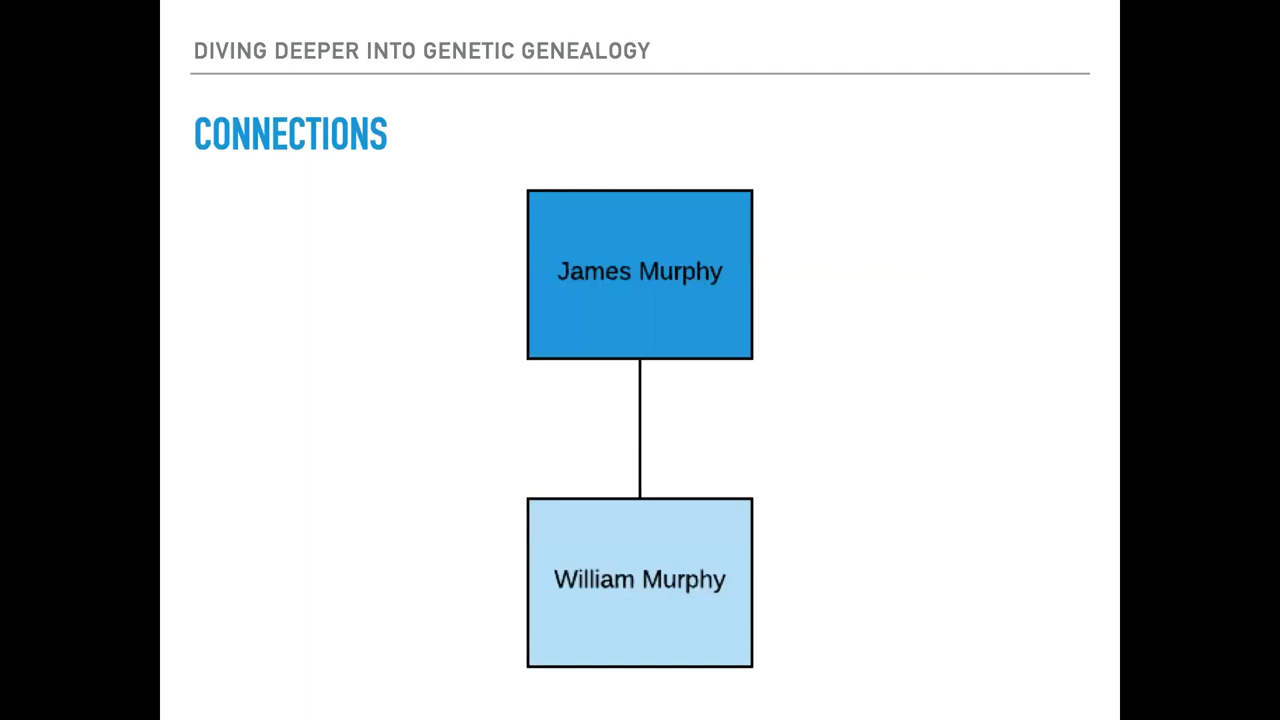 DIVING DEEPER INTO GENETIC GENEALOGY
CONNECTIONS
James Murphy
William Murphy